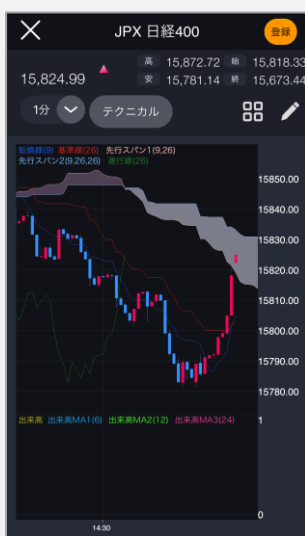 JPX 日経400
登録
15,824.99 ▲
高 15,872.72 始 15,818.33
安 15,781.14 終 15,673.44
1分 テクニカル
転換線(9) 基準線(26) 先行スパン1(9,26)
先行スパン2(9,26,26) 遅行線(26)
15850.00
15840.00
15830.00
15820.00
15810.00
15800.00
15790.00
15780.00
出来高 出来高MA1(6) 出来高MA2(12) 出来高MA3(24)
1
0
14:30